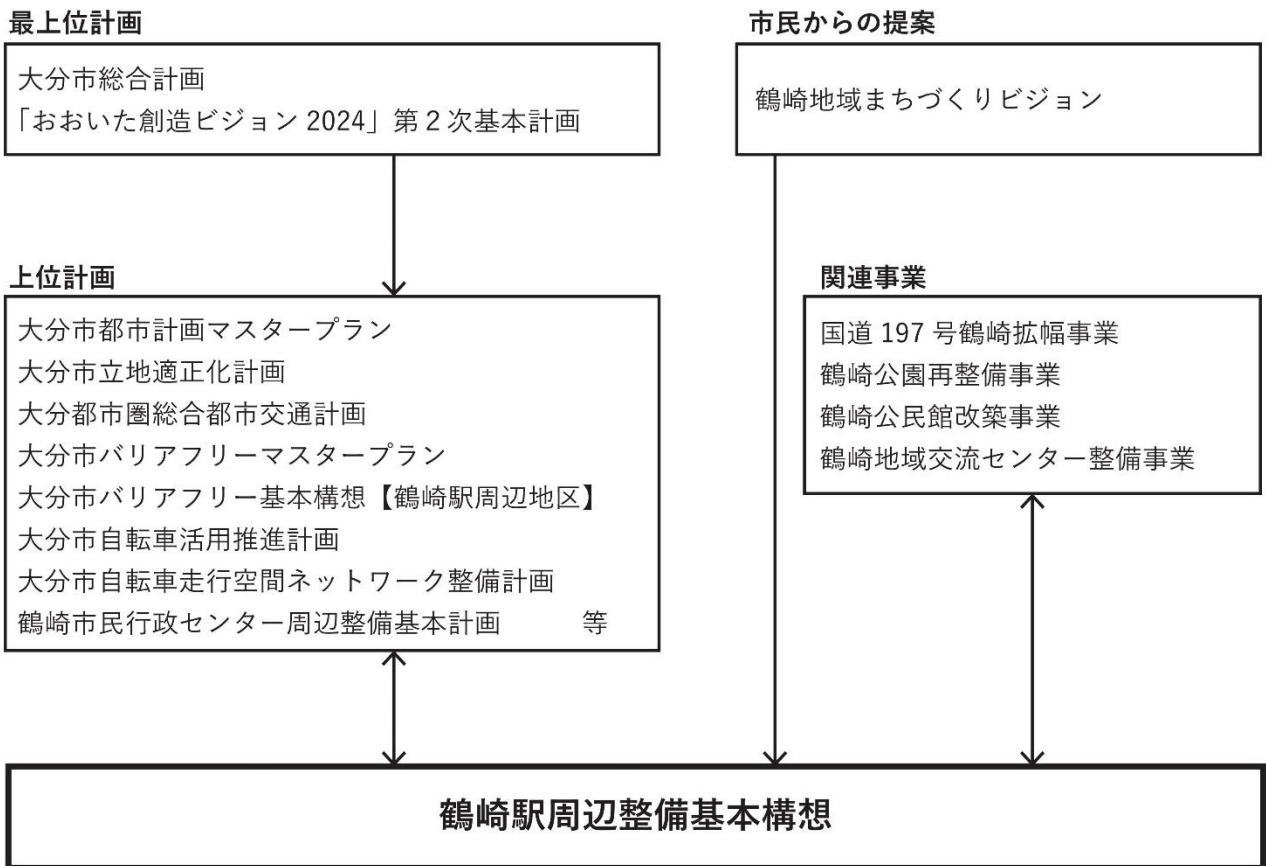 最上位計画
大分市総合計画
「おおいた創造ビジョン 2024」第 2 次基本計画
市民からの提案
鶴崎地域まちづくりビジョン
上位計画
大分市都市計画マスタープラン
大分市立地適正化計画
大分都市圏総合都市交通計画
大分市バリアフリーマスタープラン
大分市バリアフリー基本構想【鶴崎駅周辺地区】
大分市自転車活用推進計画
大分市自転車走行空間ネットワーク整備計画
鶴崎市民行政センター周辺整備基本計画　　　等
関連事業
国道 197 号鶴崎拡幅事業
鶴崎公園再整備事業
鶴崎公民館改築事業
鶴崎地域交流センター整備事業
鶴崎駅周辺整備基本構想